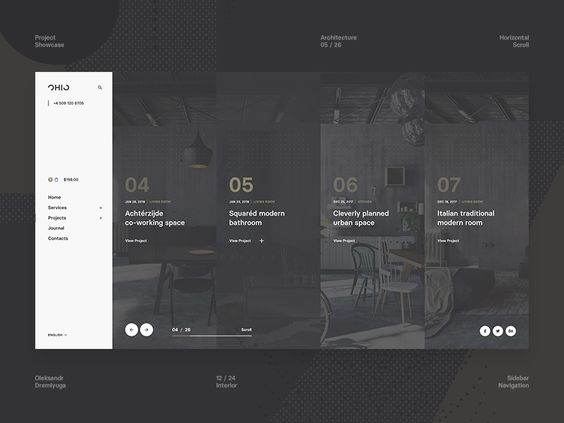 Project
Showcase
Architecture
05 / 26
Horizontal
Scroll
OHIO
+4 509 120 6705
$198.00
Home
Services
Projects
Journal
Contacts
ENGLISH
04
JAN 28, 2018 | LIVING ROOM
Achtérzijde
co-working space
View Project
05
JAN 23, 2018 | LIVING ROOM
Squaréd modern
bathroom
View Project
06
DEC 29, 2017 | KITCHEN
Cleverly planned
urban space
View Project
07
DEC 19, 2017 | LIVING ROOM
Italian traditional
modern room
View Project
04 / 26
Scroll
Oleksandr
Dremlyuga
12 / 24
Interior
Sidebar
Navigation